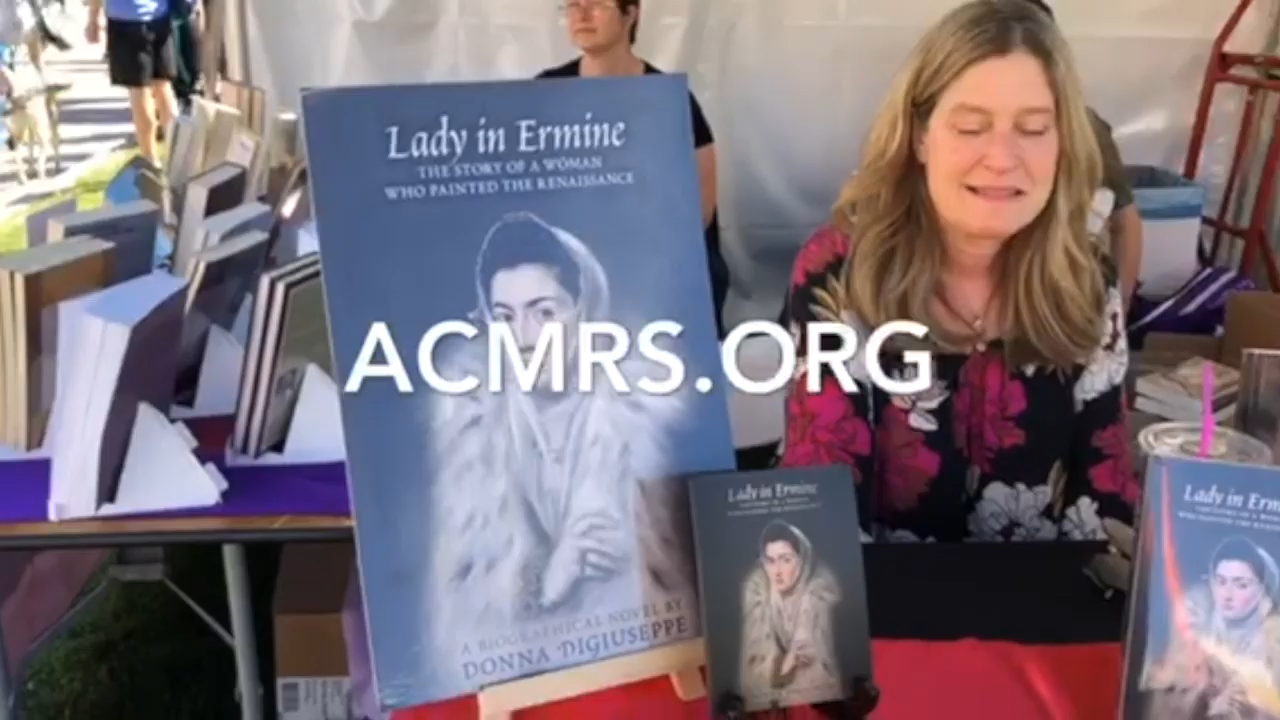 Lady in Ermine
THE STORY OF A WOMAN
WHO PAINTED THE RENAISSANCE
ACMRS.ORG
A BIOGRAPHICAL NOVEL BY
DONNA DIGIUSEPPE
Lady in Ermine
Lady in Erm